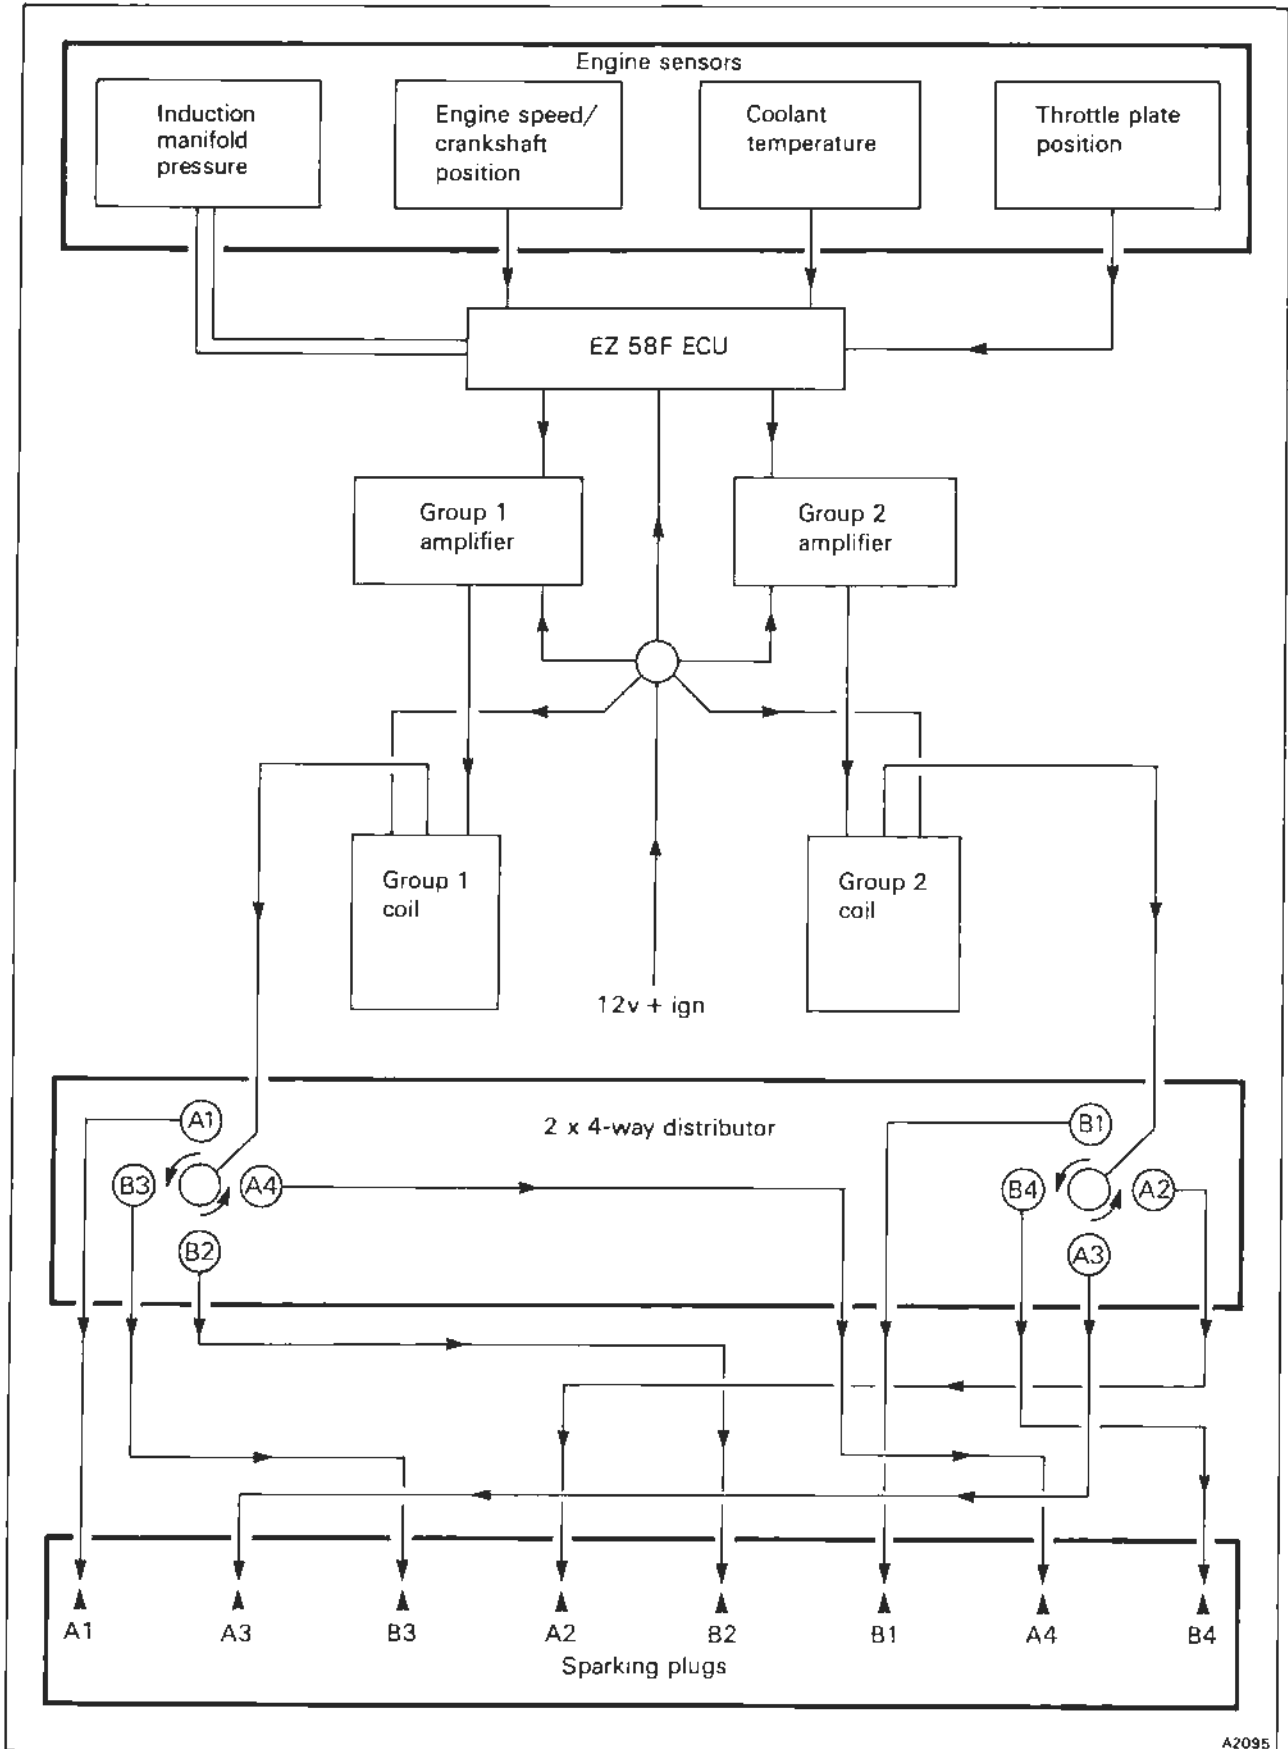 Engine sensors
Induction
manifold
pressure
Engine speed/
crankshaft
position
Coolant
temperature
Throttle plate
position
EZ 58F ECU
Group 1
amplifier
Group 2
amplifier
Group 1
coil
Group 2
coil
12v + ign
2 x 4-way distributor
A1
B3
A4
B2
B1
B4
A2
A3
A1
A3
B3
A2
B2
B1
A4
B4
Sparking plugs
A2095